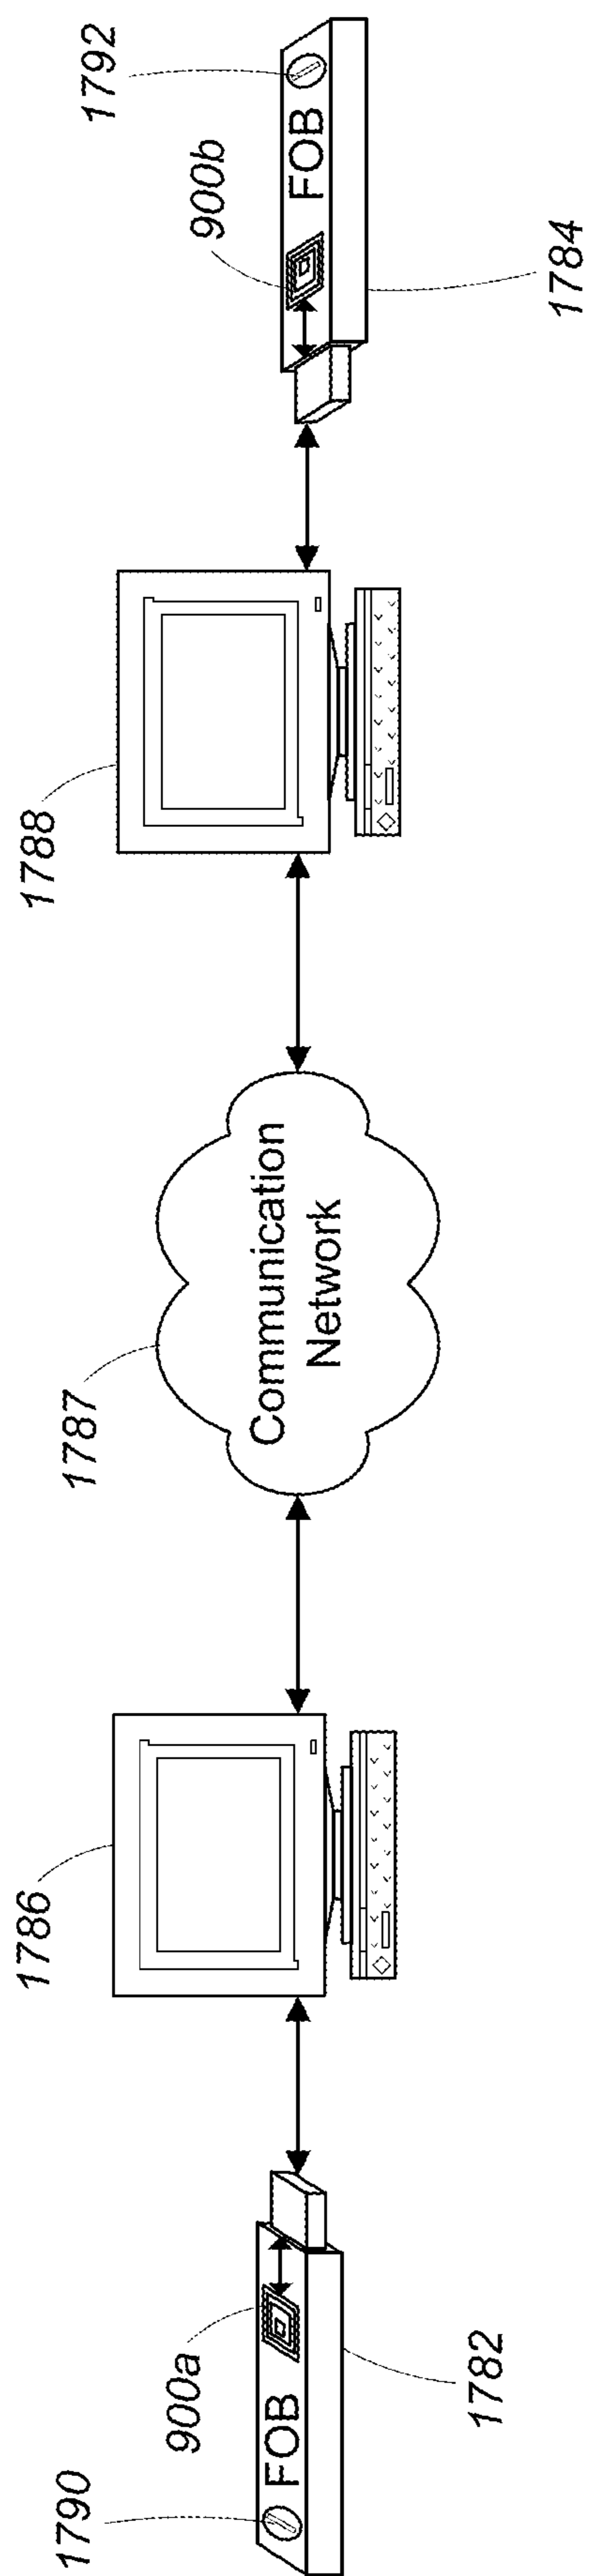 1790
FOB
900a
1782
1786
1787
Communication
Network
1788
900b
FOB
1792
1784